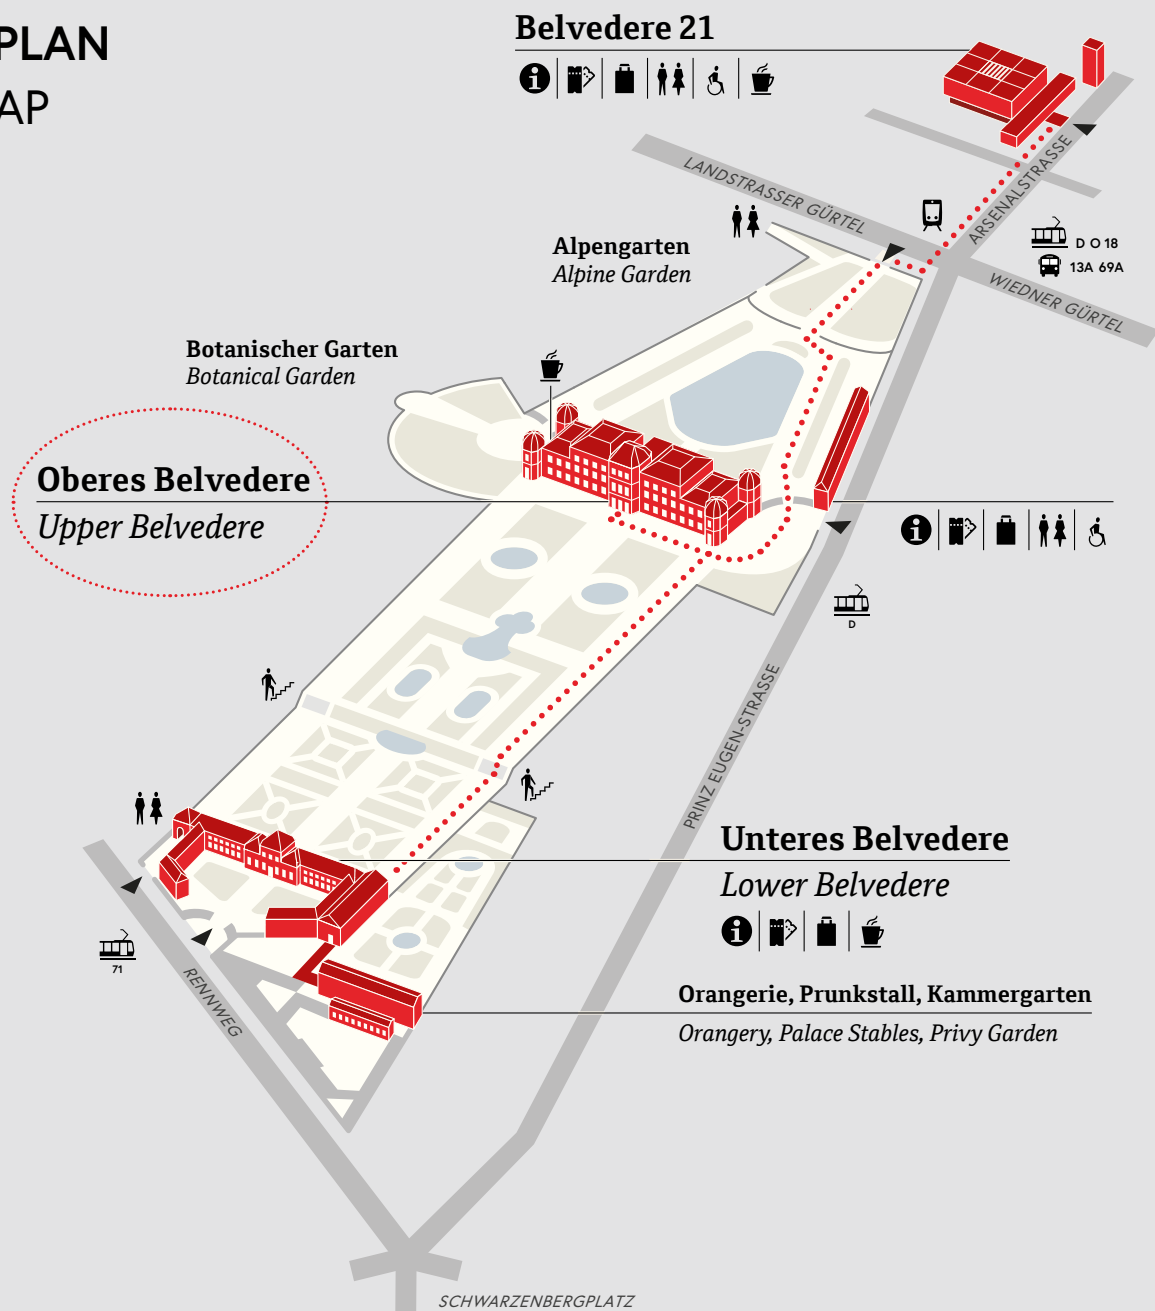 PLAN
AP
Belvedere 21
LANDSTRASSER GÜRTEL
ARSENALSTRASSE
D O 18
13A 69A
WIEDNER GÜRTEL
Alpengarten
Alpine Garden
Botanischer Garten
Botanical Garden
Oberes Belvedere
Upper Belvedere
D
PRINZ EUGEN-STRASSE
Unteres Belvedere
Lower Belvedere
71
RENNWEG
Orangerie, Prunkstall, Kammergarten
Orangery, Palace Stables, Privy Garden
SCHWARZENBERGPLATZ